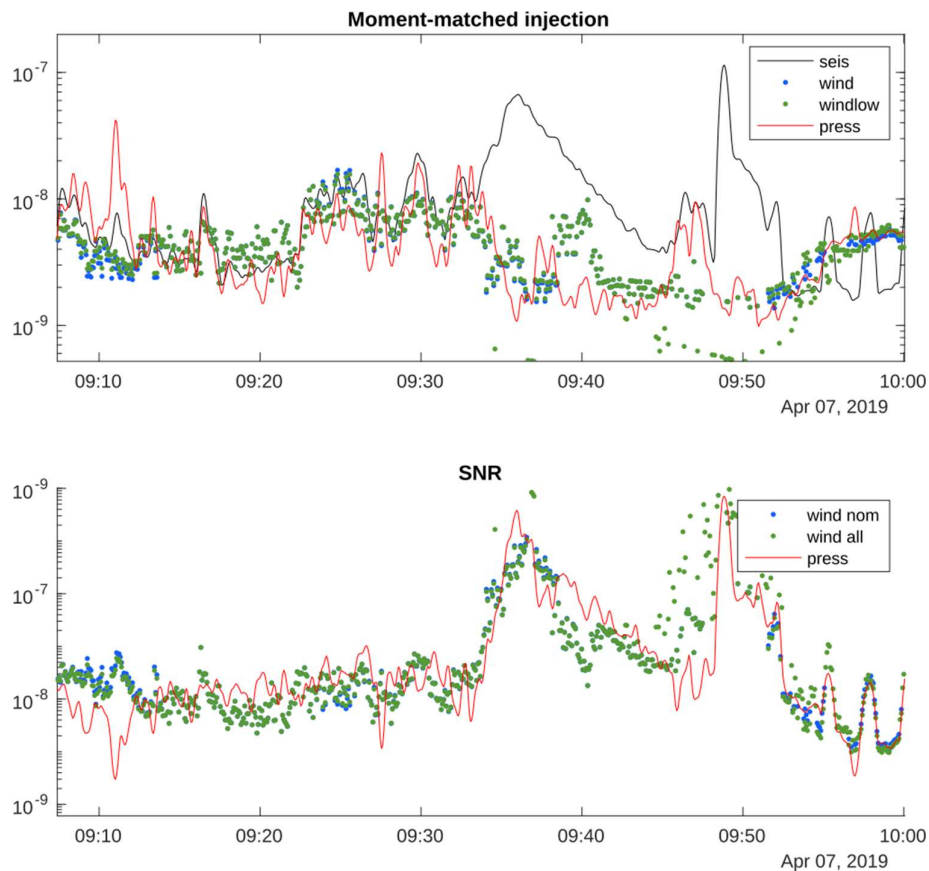 Moment-matched injection
10-7
10-8
10-9
seis
wind
windlow
press
09:10 09:20 09:30 09:40 09:50 10:00
Apr 07, 2019
SNR
10-9
10-7
10-8
10-9
wind nom
wind all
press
09:10 09:20 09:30 09:40 09:50 10:00
Apr 07, 2019